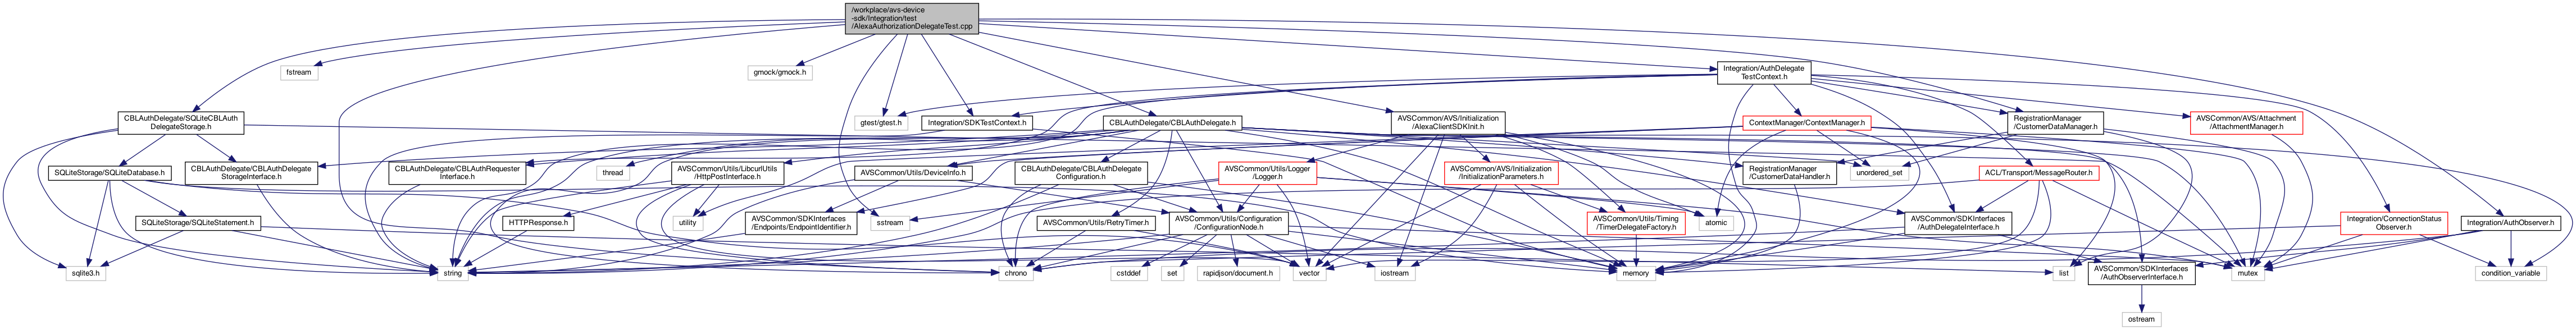 /workplace/avs-device
-sdk/Integration/test
/AlexaAuthorizationDelegateTest.cpp
fstream
gmock/gmock.h
Integration/AuthDelegate
TestContext.h
CBLAuthDelegate/SQLiteCBLAuth
DelegateStorage.h
gtest/gtest.h
Integration/SDKTestContext.h
CBLAuthDelegate/CBLAuthDelegate.h
AVSCommon/AVS/Initialization
/AlexaClientSDKInit.h
ContextManager/ContextManager.h
RegistrationManager
/CustomerDataManager.h
AVSCommon/AVS/Attachment
/AttachmentManager.h
SQLiteStorage/SQLiteDatabase.h
CBLAuthDelegate/CBLAuthDelegate
StorageInterface.h
CBLAuthDelegate/CBLAuthRequester
Interface.h
thread
AVSCommon/Utils/LibcurlUtils
/HttpPostInterface.h
AVSCommon/Utils/DeviceInfo.h
CBLAuthDelegate/CBLAuthDelegate
Configuration.h
AVSCommon/Utils/Logger
/Logger.h
AVSCommon/AVS/Initialization
/InitializationParameters.h
RegistrationManager
/CustomerDataHandler.h
unordered_set
ACL/Transport/MessageRouter.h
SQLiteStorage/SQLiteStatement.h
HTTPResponse.h
utility
AVSCommon/SDKInterfaces
/Endpoints/EndpointIdentifier.h
sstream
AVSCommon/Utils/RetryTimer.h
AVSCommon/Utils/Configuration
/ConfigurationNode.h
AVSCommon/Utils/Timing
/TimerDelegateFactory.h
atomic
AVSCommon/SDKInterfaces
/AuthDelegateInterface.h
Integration/ConnectionStatus
Observer.h
Integration/AuthObserver.h
sqlite3.h
string
chrono
cstddef
set
rapidjson/document.h
vector
iostream
memory
list
AVSCommon/SDKInterfaces
/AuthObserverInterface.h
mutex
condition_variable
ostream